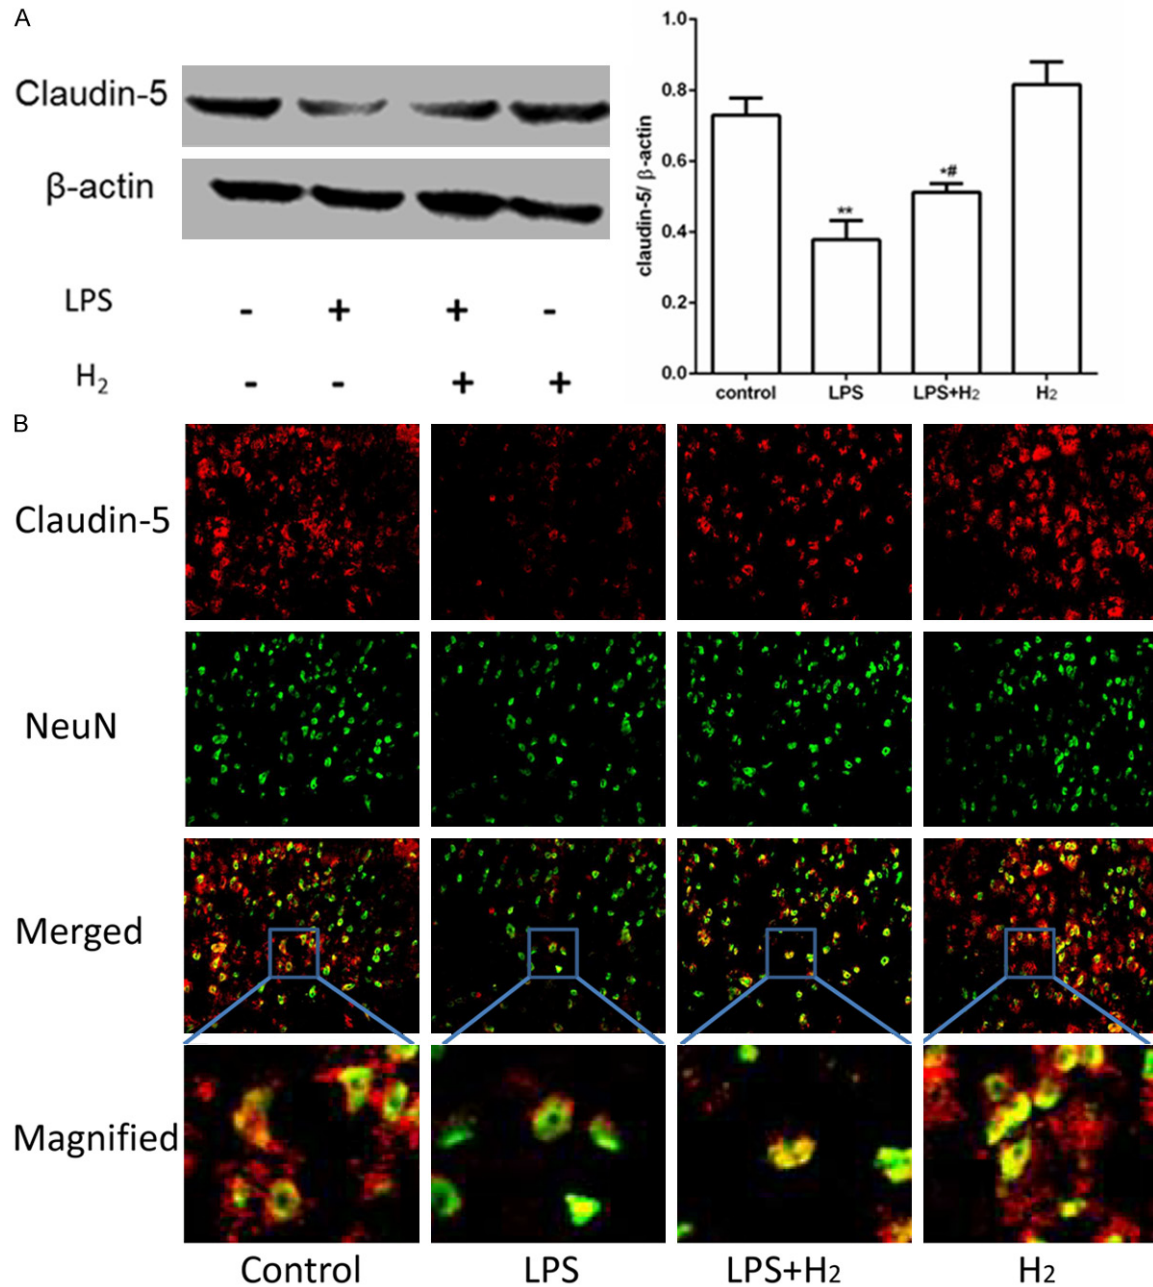 A
Claudin-5
β-actin
LPS - + + -
H2 - - + +
1.0
0.8
0.6
0.4
0.2
0.0
claudin-5/ β-actin
**
*#
control LPS LPS+H2 H2
B
Claudin-5
NeuN
Merged
Magnified
Control LPS LPS+H2 H2